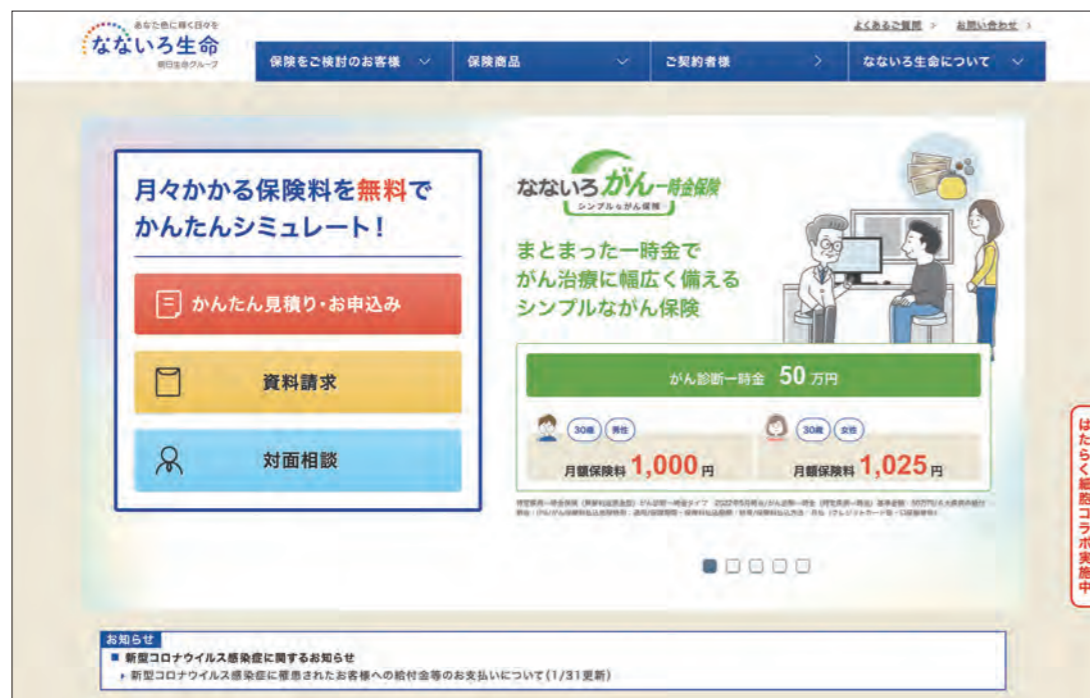 あなた色に輝く日々を
なないろ生命
朝日生命グループ
よくあるご質問
お問い合わせ
保険をご検討のお客様
保険商品
ご契約者様
なないろ生命について
月々かかる保険料を無料で
かんたんシミュレート！
かんたん見積り・お申込み
資料請求
対面相談
なないろがん一時金保険
シンプルながん保険
まとまった一時金で
がん治療に幅広く備える
シンプルながん保険
がん診断一時金 50万円
30歳 男性
月額保険料 1,000円
30歳 女性
月額保険料 1,025円
はたらく細胞コラボ実施中
お知らせ
新型コロナウイルス感染症に関するお知らせ
新型コロナウイルス感染症に罹患されたお客様への給付金等のお支払いについて(1/31更新)